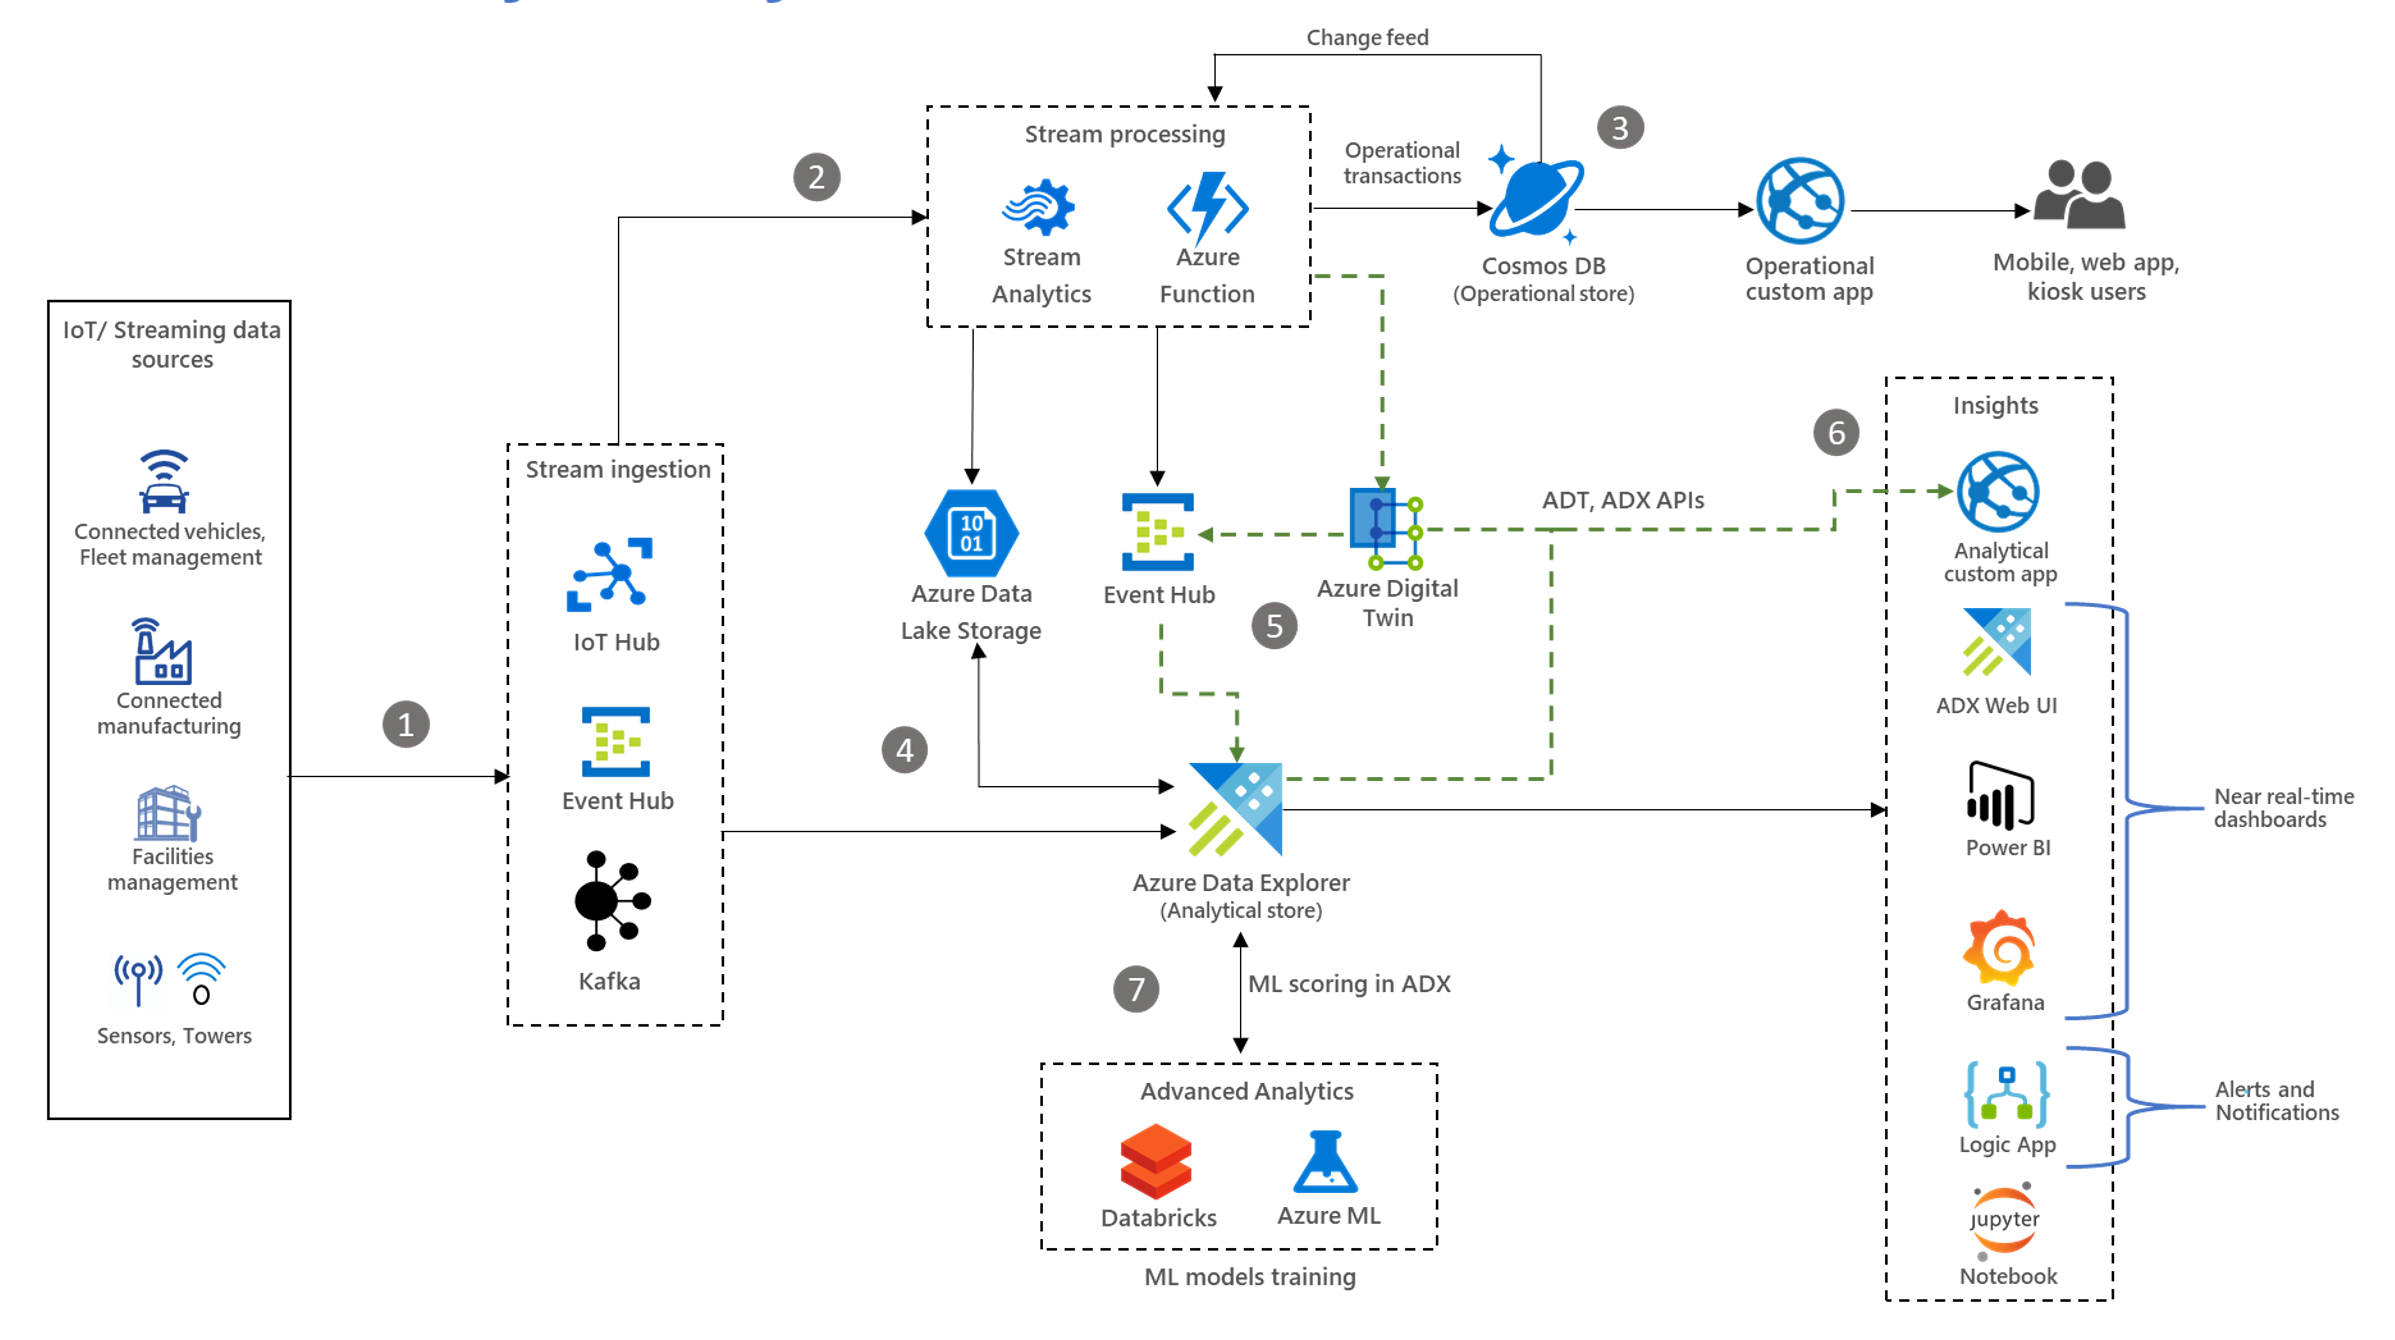 Change feed
2
Stream processing
Stream
Analytics
Azure
Function
Operational
transactions
3
Cosmos DB
(Operational store)
Operational
custom app
Mobile, web app,
kiosk users
IoT/ Streaming data
sources
Connected vehicles,
Fleet management
Connected
manufacturing
Facilities
management
Sensors, Towers
1
Stream ingestion
IoT Hub
Event Hub
Kafka
10
01
Azure Data
Lake Storage
Event Hub
Azure Digital
Twin
5
ADT, ADX APIs
4
Azure Data Explorer
(Analytical store)
7
ML scoring in ADX
Advanced Analytics
Databricks
Azure ML
ML models training
6
Insights
Analytical
custom app
ADX Web UI
Power BI
Grafana
Near real-time
dashboards
Logic App
Alerts and
Notifications
jupyter
Notebook